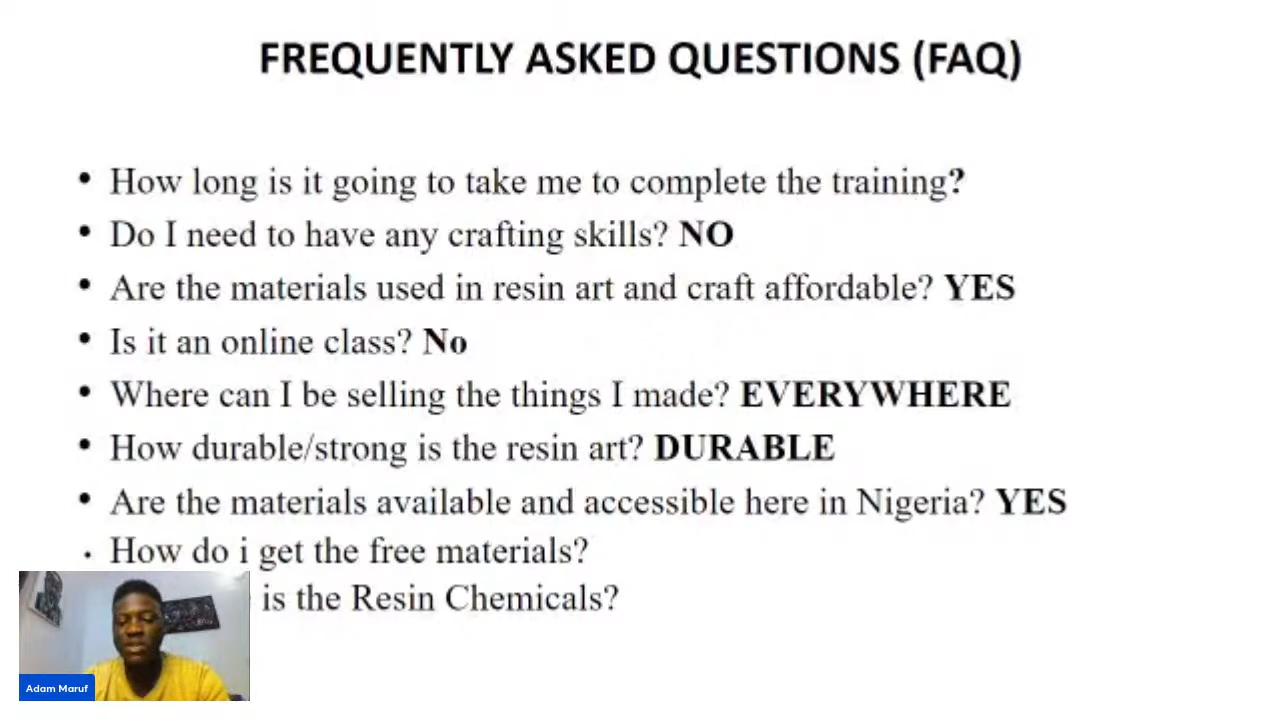 FREQUENTLY ASKED QUESTIONS (FAQ)
• How long is it going to take me to complete the training?
• Do I need to have any crafting skills? NO
• Are the materials used in resin art and craft affordable? YES
• Is it an online class? No
• Where can I be selling the things I made? EVERYWHERE
• How durable/strong is the resin art? DURABLE
• Are the materials available and accessible here in Nigeria? YES
• How do i get the free materials?
is the Resin Chemicals?
Adam Maruf